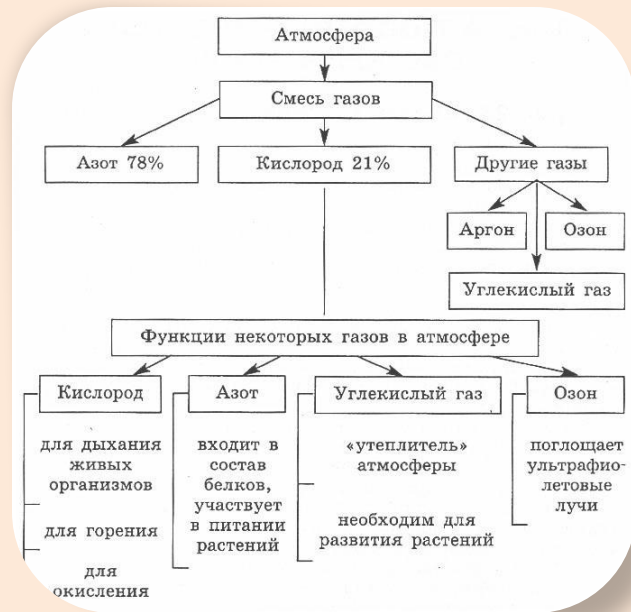 Атмосфера
Смесь газов
Азот 78%
Кислород 21%
Другие газы
Аргон
Озон
Углекислый газ
Функции некоторых газов в атмосфере
Кислород
для дыхания
живых
организмов
для горения
для
окисления
Азот
входит в
состав
белков,
участвует
в питании
растений
Углекислый газ
«утеплитель»
атмосферы
необходим для
развития растений
Озон
поглощает
ультрафио-
летовые
лучи